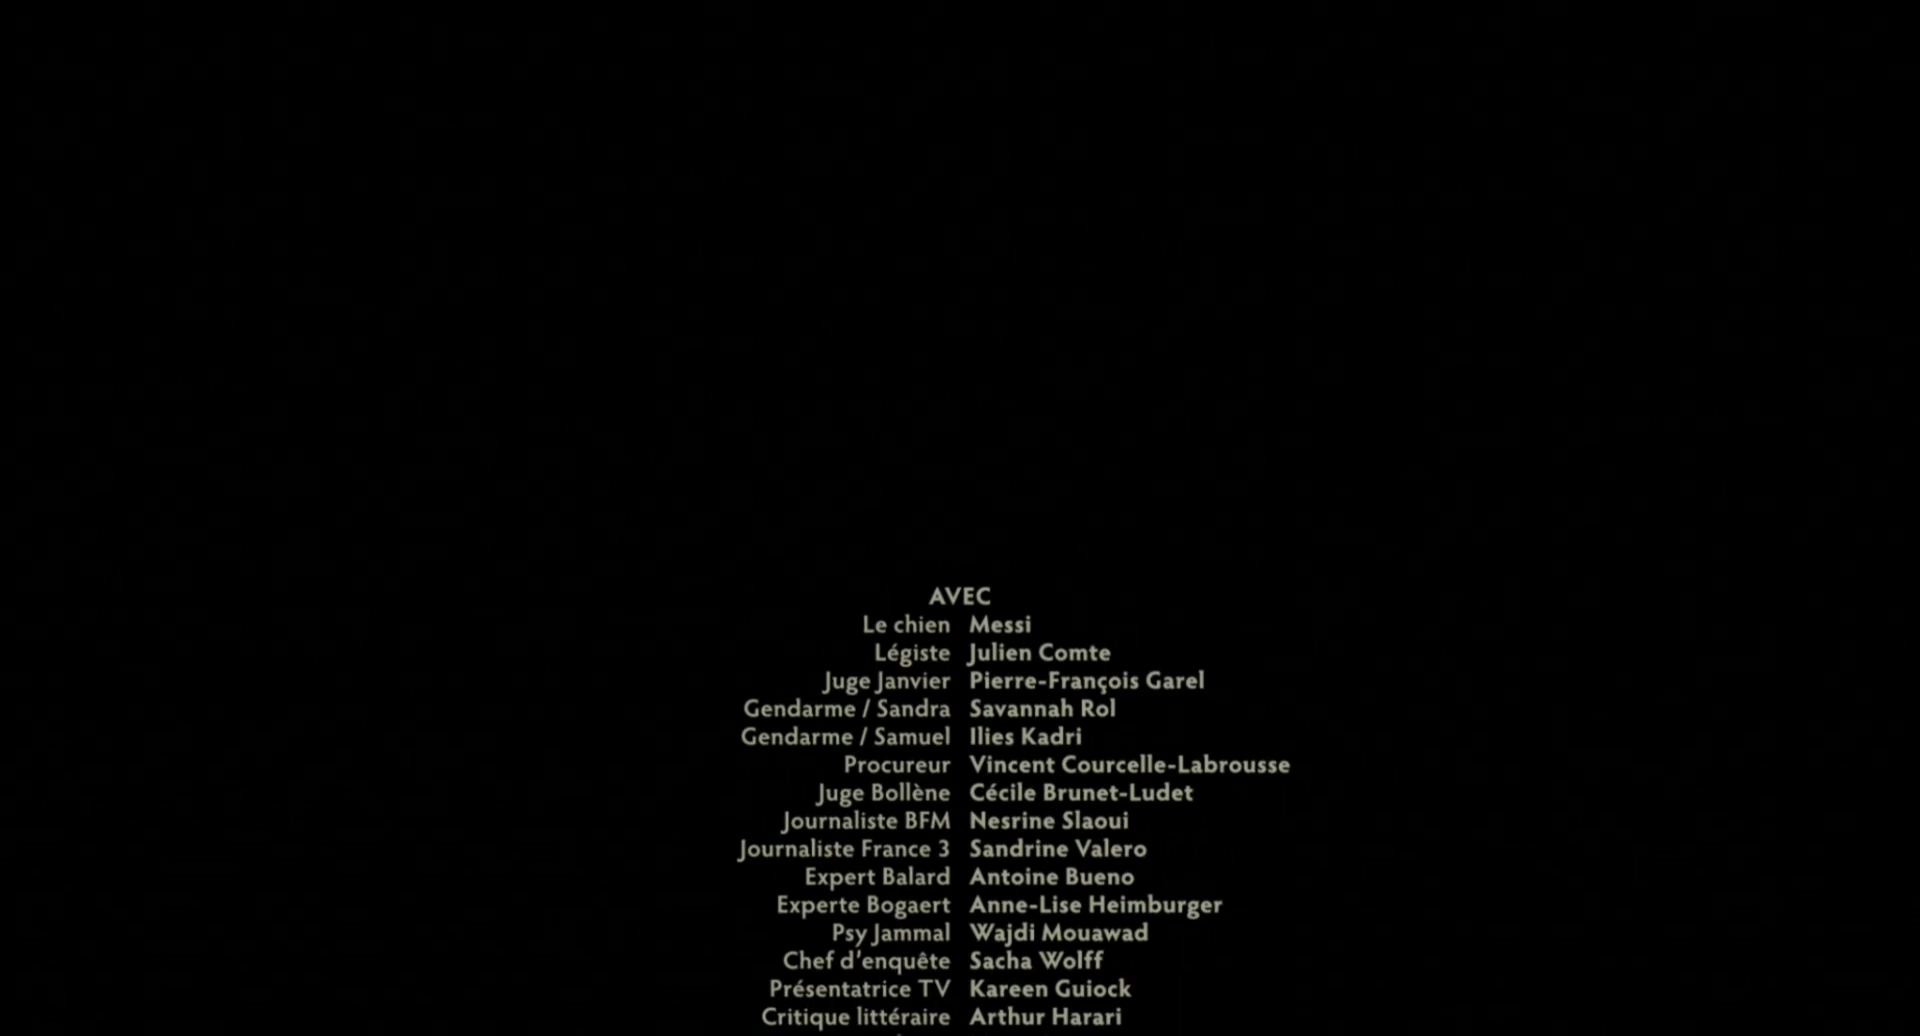 AVEC
Le chien Messi
Légiste Julien Comte
Juge Janvier Pierre-François Garel
Gendarme / Sandra Savannah Rol
Gendarme / Samuel Ilies Kadri
Procureur Vincent Courcelle-Labrousse
Juge Bollène Cécile Brunet-Ludet
Journaliste BFM Nesrine Slaoui
Journaliste France 3 Sandrine Valero
Expert Balard Antoine Bueno
Experte Bogaert Anne-Lise Heimburger
Psy Jammal Wajdi Mouawad
Chef d'enquête Sacha Wolff
Présentatrice TV Kareen Guiock
Critique littéraire Arthur Harari